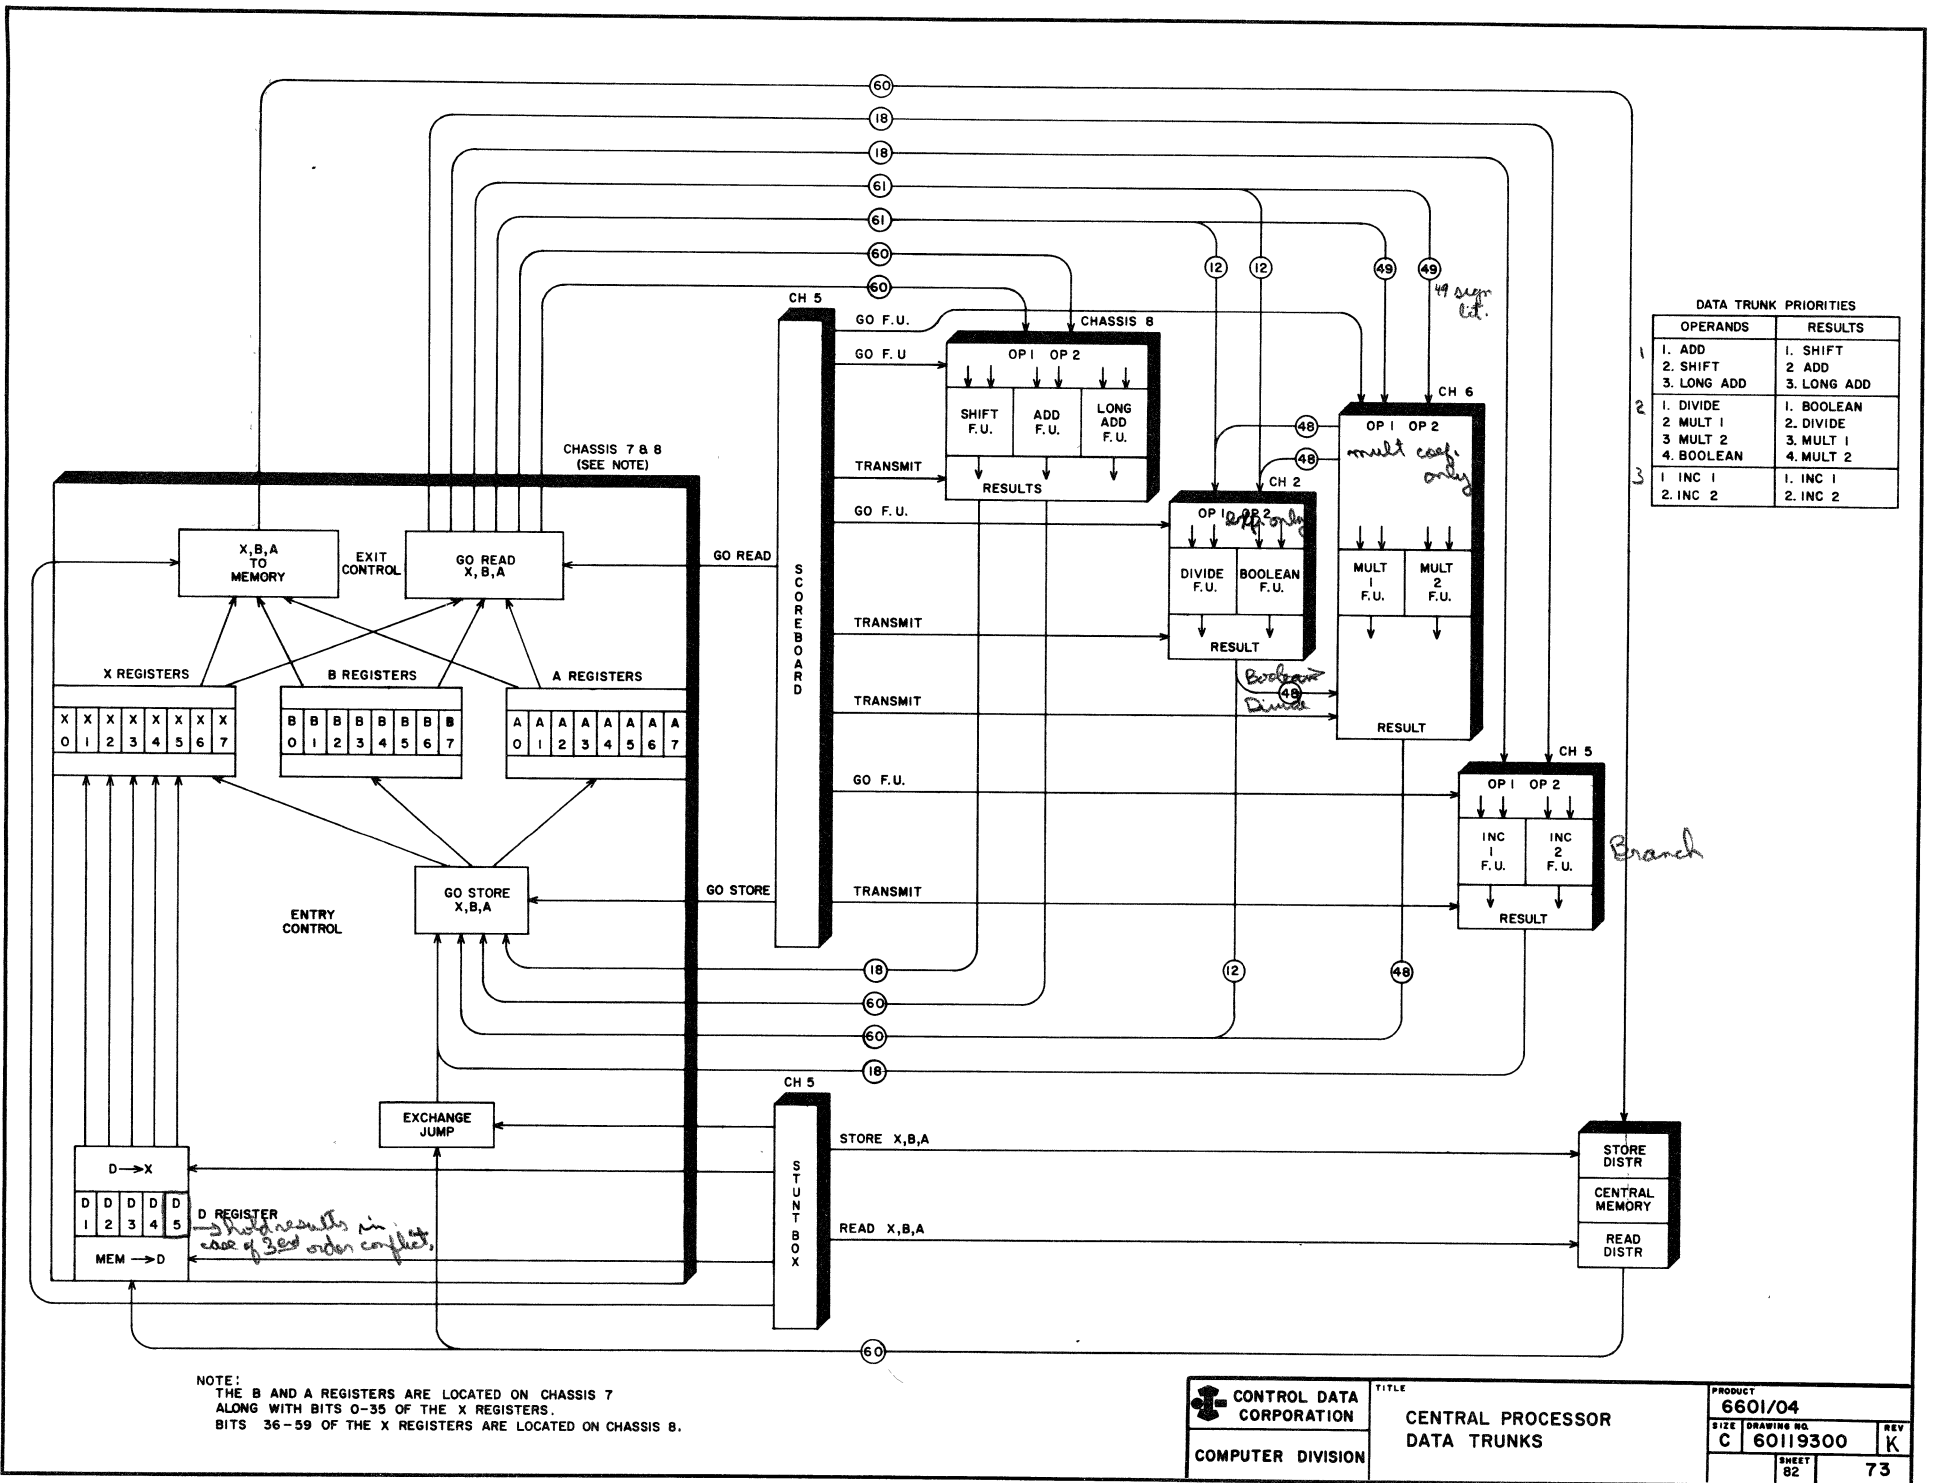 60
18
18
61
61
60
60
12 12 49 49
49 sign
bit.
CH 5
GO F.U.
CHASSIS 8
GO F.U
OP 1 OP 2
SHIFT
F.U.
ADD
F.U.
LONG
ADD
F.U.
TRANSMIT
RESULTS
DATA TRUNK PRIORITIES
OPERANDS RESULTS
1
1. ADD 1. SHIFT
2. SHIFT 2 ADD
3. LONG ADD 3. LONG ADD
2
1. DIVIDE 1. BOOLEAN
2 MULT 1 2. DIVIDE
3 MULT 2 3. MULT 1
4. BOOLEAN 4. MULT 2
3
1 INC 1 1. INC 1
2. INC 2 2. INC 2
CH 6
OP 1 OP 2
48
48
mult coef.
only
MULT
1
F.U.
MULT
2
F.U.
RESULT
CH 2
GO F.U.
OP 1 OP 2
exp. only
DIVIDE
F.U.
BOOLEAN
F.U.
TRANSMIT
RESULT
Boolean
48
Divide
TRANSMIT
CHASSIS 7 & 8
(SEE NOTE)
X,B,A
TO
MEMORY
EXIT
CONTROL
GO READ
X,B,A
GO READ
SCOREBOARD
X REGISTERS B REGISTERS A REGISTERS
X X X X X X X X
0 1 2 3 4 5 6 7
B B B B B B B B
0 1 2 3 4 5 6 7
A A A A A A A A
0 1 2 3 4 5 6 7
CH 5
GO F.U.
OP 1 OP 2
INC
1
F.U.
INC
2
F.U.
Branch
GO STORE
X,B,A
GO STORE
TRANSMIT
RESULT
ENTRY
CONTROL
18 12 48
60
60
18
CH 5
EXCHANGE
JUMP
STUNT BOX
STORE X,B,A
READ X,B,A
STORE
DISTR
CENTRAL
MEMORY
READ
DISTR
D→X
D D D D D
1 2 3 4 5
D REGISTER
→ hold results in
case of 3rd order conflict.
MEM →D
60
NOTE:
THE B AND A REGISTERS ARE LOCATED ON CHASSIS 7
ALONG WITH BITS 0-35 OF THE X REGISTERS.
BITS 36-59 OF THE X REGISTERS ARE LOCATED ON CHASSIS 8.
CONTROL DATA
CORPORATION
COMPUTER DIVISION
TITLE
CENTRAL PROCESSOR
DATA TRUNKS
PRODUCT
6601/04
SIZE DRAWING NO. REV
C 60119300 K
SHEET
82
73